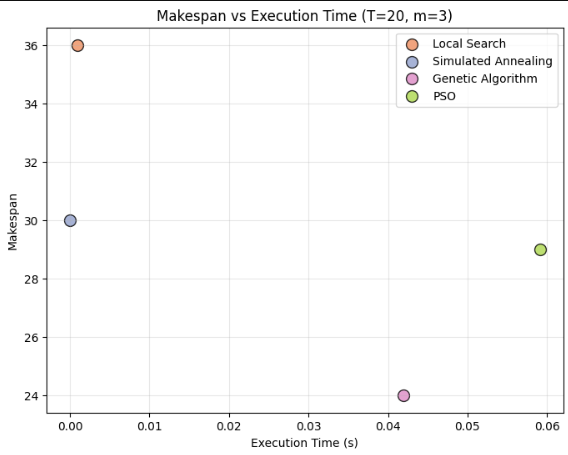 Makespan vs Execution Time (T=20, m=3)
Local Search
Simulated Annealing
Genetic Algorithm
PSO
Makespan
36
34
32
30
28
26
24
0.00 0.01 0.02 0.03 0.04 0.05 0.06
Execution Time (s)